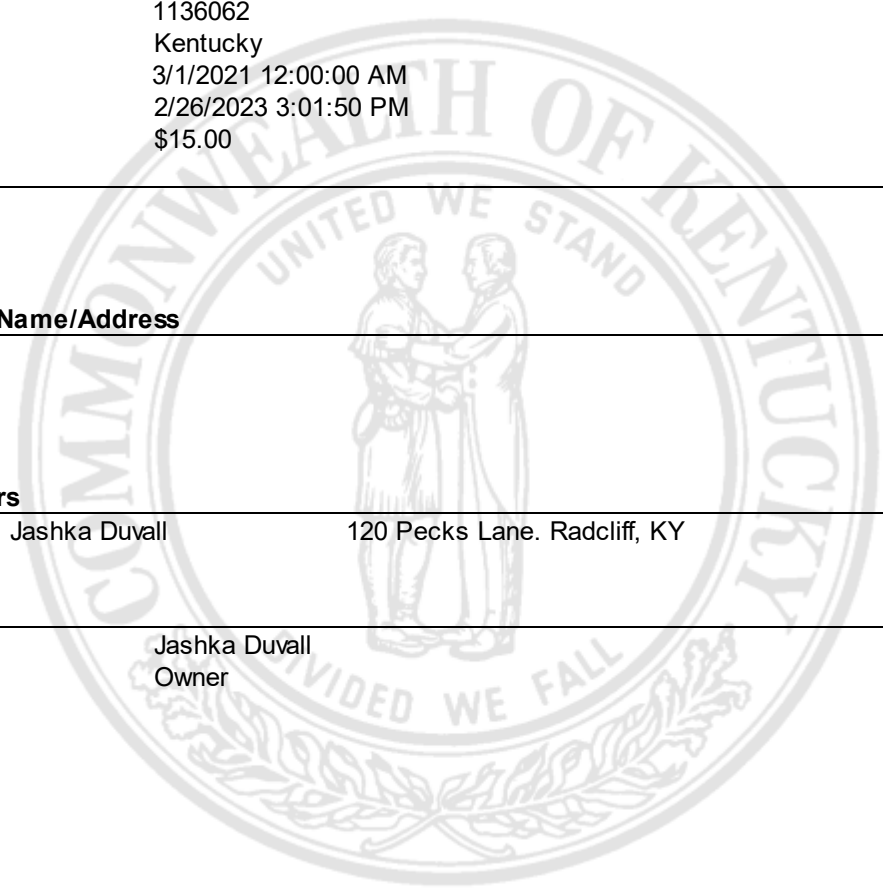 1136062
Kentucky
3/1/2021 12:00:00 AM
2/26/2023 3:01:50 PM
$15.00
COMMONWEALTH OF KENTUCKY
UNITED WE STAND
Name/Address
rs
Jashka Duvall 120 Pecks Lane. Radcliff, KY
Jashka Duvall
Owner
DIVIDED WE FALL